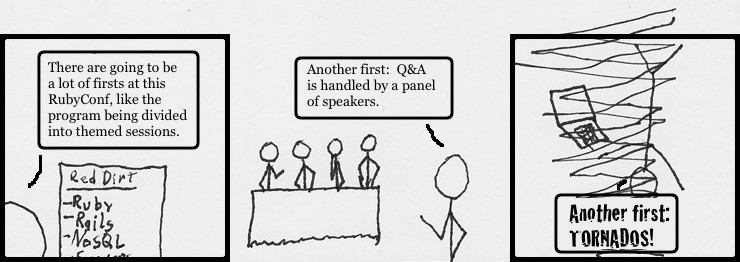 There are going to be
a lot of firsts at this
RubyConf, like the
program being divided
into themed sessions.
Red Dirt
-Ruby
-Rails
-NoSQL
Another first:  Q&A
is handled by a panel
of speakers.
Another first:
TORNADOS!